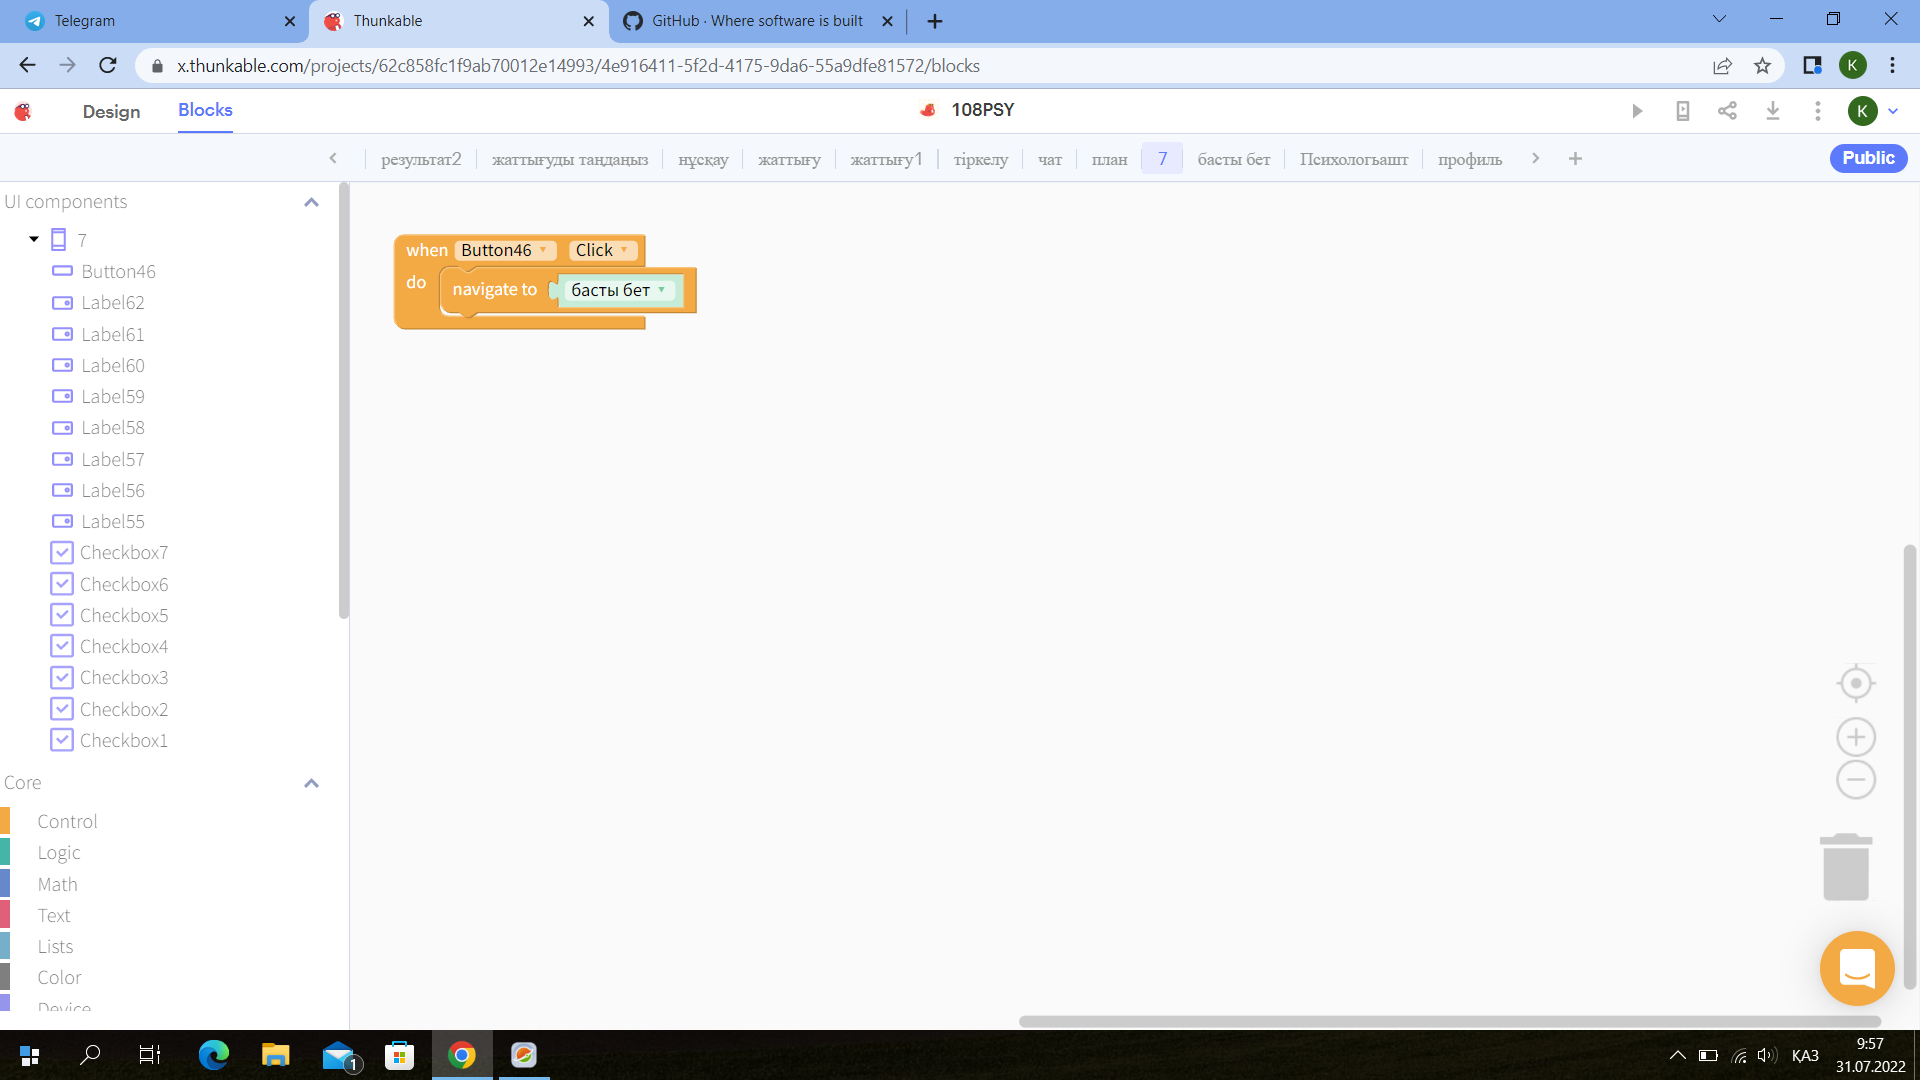 Telegram
Thunkable
GitHub · Where software is built
x.thunkable.com/projects/62c858fc1f9ab70012e14993/4e916411-5f2d-4175-9da6-55a9dfe81572/blocks
K
Design
Blocks
108PSY
K
результат2
жаттығуды таңдаңыз
нұсқау
жаттығу
жаттығу1
тіркелу
чат
план
7
басты бет
Психологъашт
профиль
Public
UI components
7
Button46
Label62
Label61
Label60
Label59
Label58
Label57
Label56
Label55
Checkbox7
Checkbox6
Checkbox5
Checkbox4
Checkbox3
Checkbox2
Checkbox1
Core
Control
Logic
Math
Text
Lists
Color
Device
when Button46 Click
do navigate to басты бет
1
ҚАЗ
9:57
31.07.2022